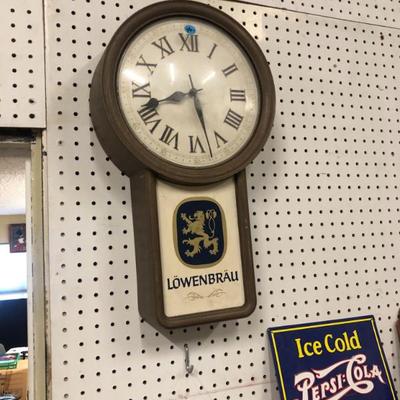 XII
I
II
III
IIII
V
VI
VII
VIII
IX
X
XI
LÖWENBRÄU
Ice Cold
PEPSI-COLA